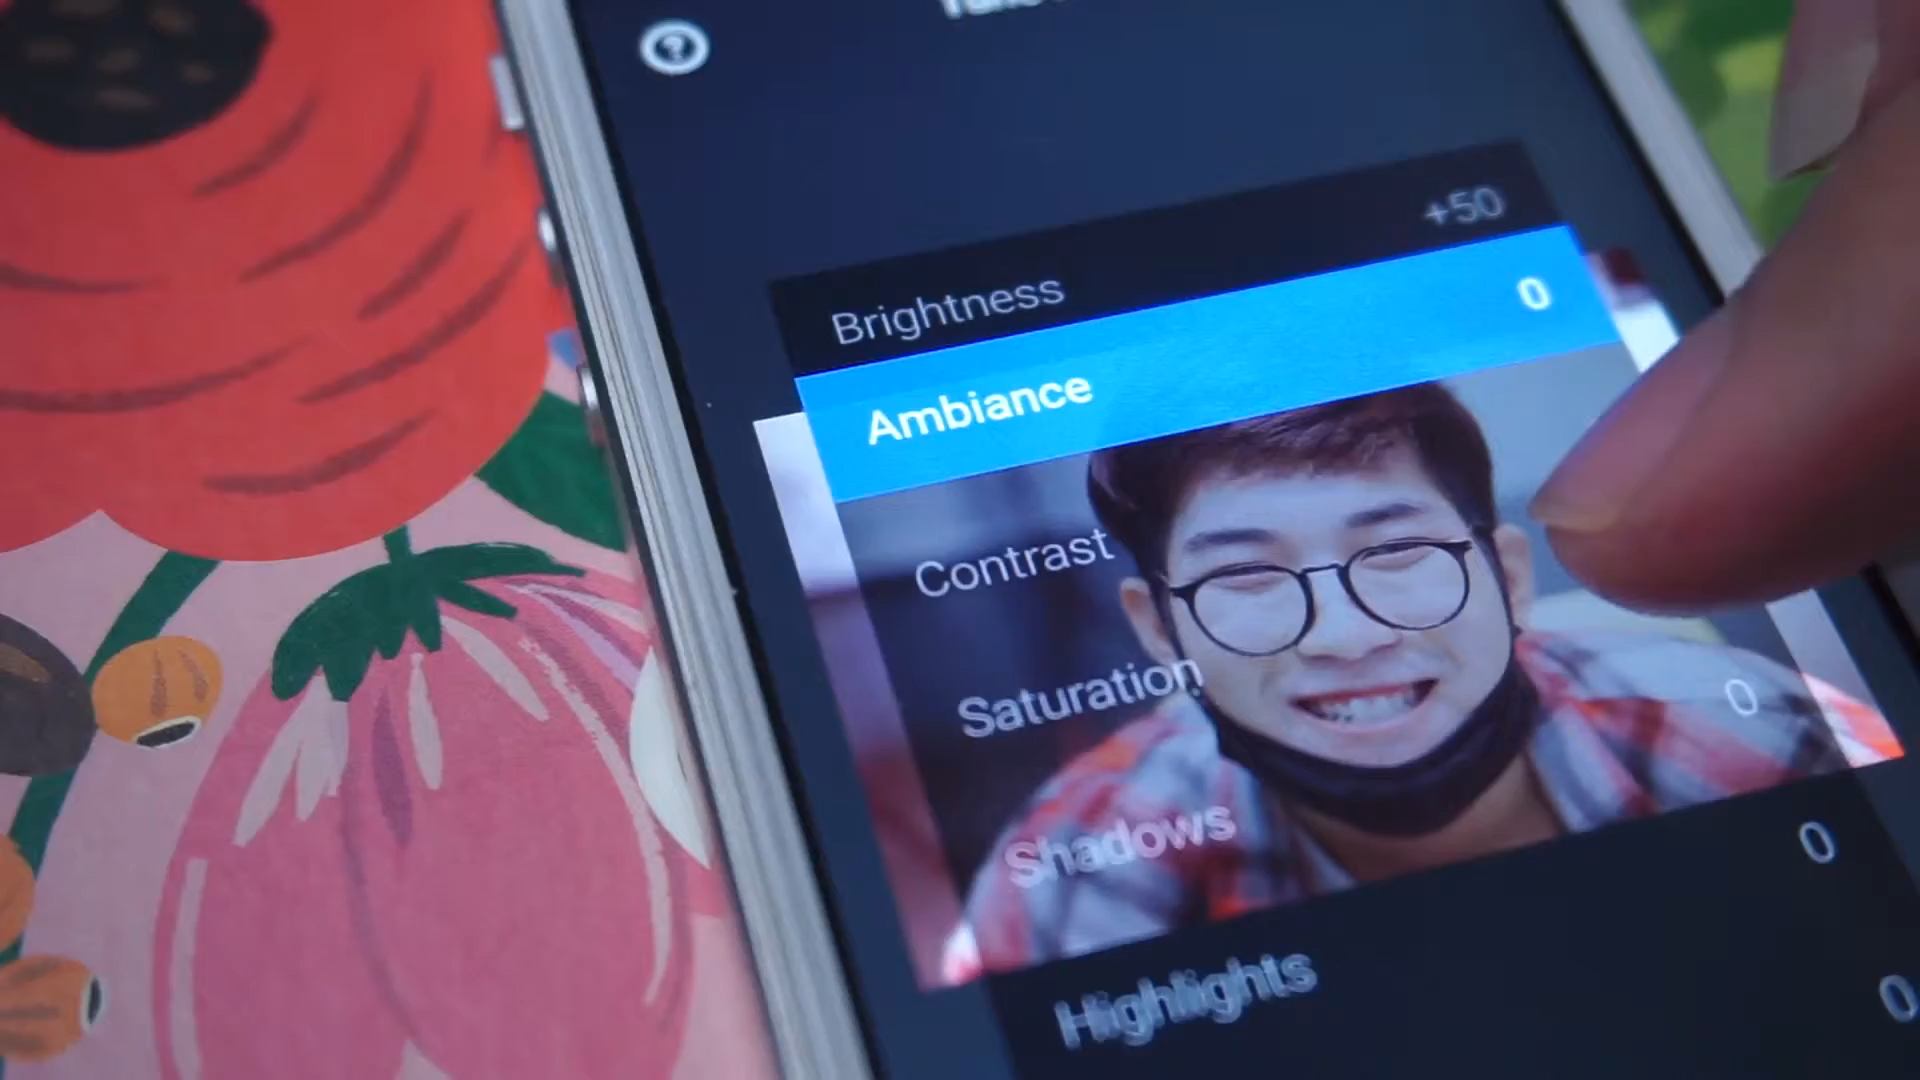 ?
Brightness +50
Ambiance 0
Contrast
Saturation 0
Shadows 0
Highlights 0